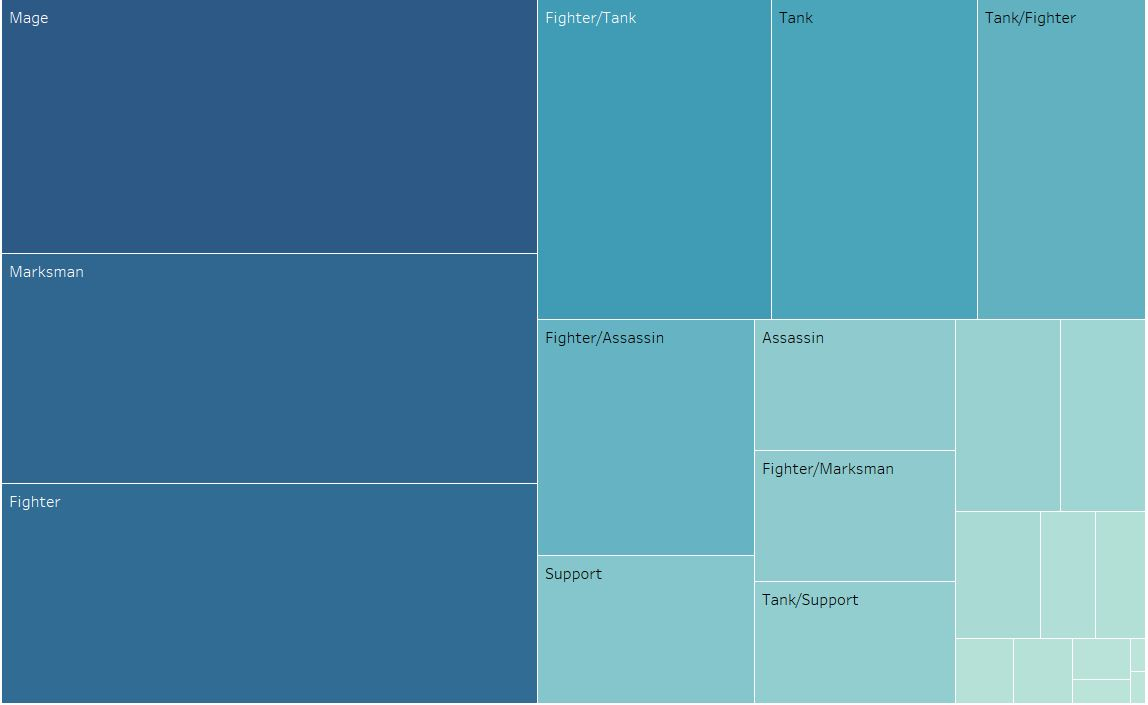 Mage
Marksman
Fighter
Fighter/Tank
Tank
Tank/Fighter
Fighter/Assassin
Support
Assassin
Fighter/Marksman
Tank/Support